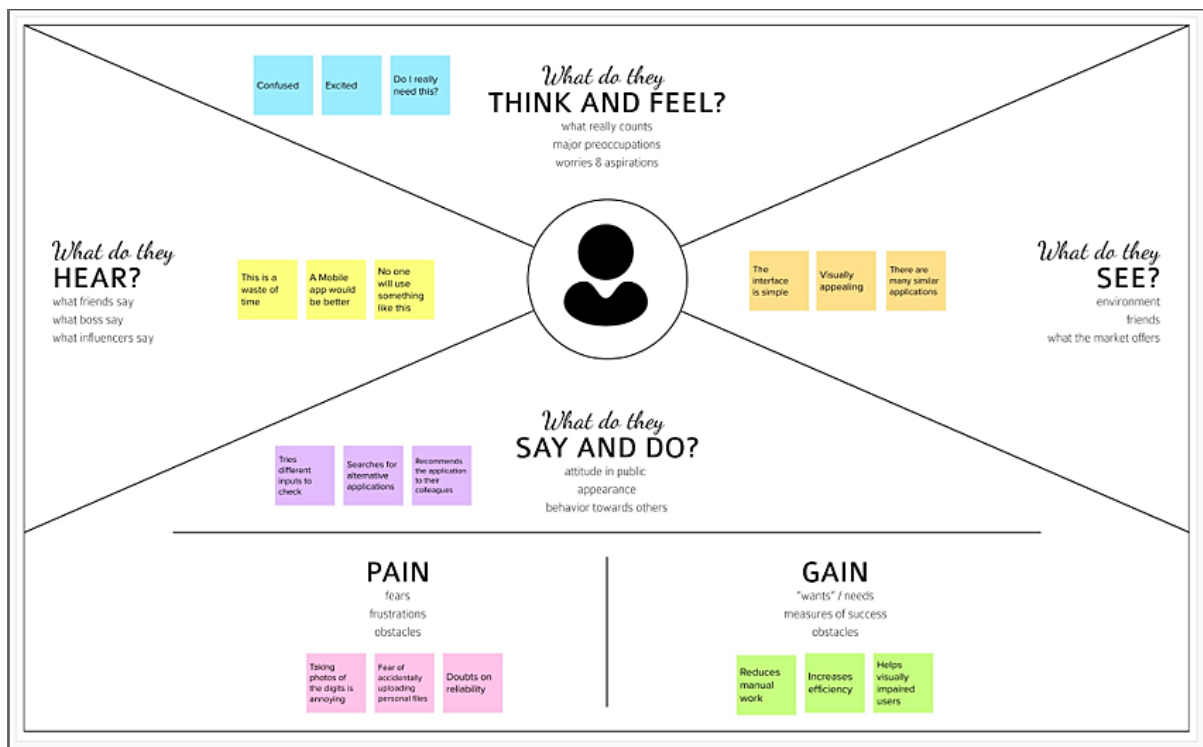 Confused
Excited
Do I really
need this?
What do they
THINK AND FEEL?
what really counts
major preoccupations
worries & aspirations
What do they
HEAR?
what friends say
what boss say
what influencers say
This is a
waste of
time
A Mobile
app would
be better
No one
will use
something
like this
The
interface
is simple
Visually
appealing
There are
many similar
applications
What do they
SEE?
environment
friends
what the market offers
What do they
SAY AND DO?
attitude in public
appearance
behavior towards others
Tries
different
inputs to
check
Searches for
alternative
applications
Recommends
the application
to their
colleagues
PAIN
fears
frustrations
obstacles
Taking
photos of
the digits is
annoying
Fear of
accidentally
uploading
personal files
Doubts on
reliability
GAIN
"wants" / needs
measures of success
obstacles
Reduces
manual
work
Increases
efficiency
Helps
visually
impaired
users